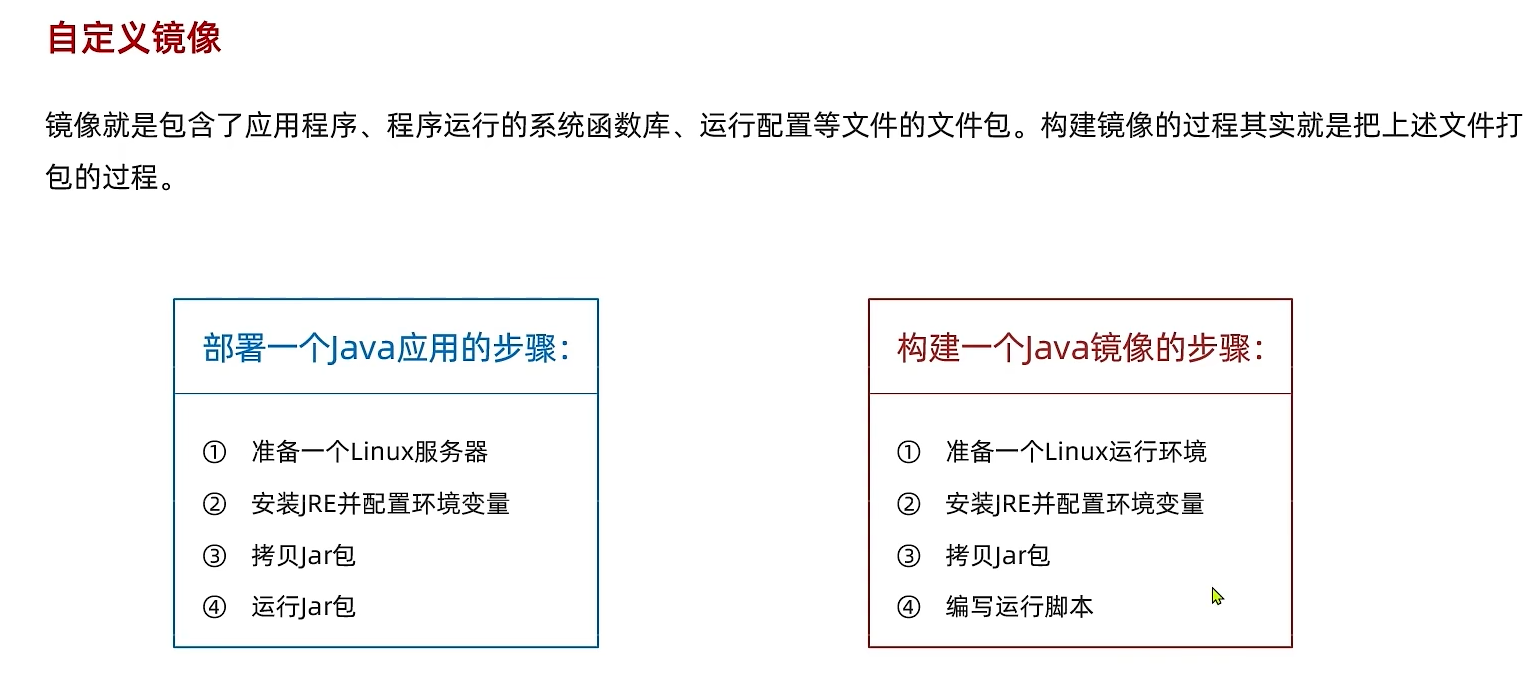 自定义镜像
镜像就是包含了应用程序、程序运行的系统函数库、运行配置等文件的文件包。构建镜像的过程其实就是把上述文件打
包的过程。
部署一个Java应用的步骤：
① 准备一个Linux服务器
② 安装JRE并配置环境变量
③ 拷贝Jar包
④ 运行Jar包
构建一个Java镜像的步骤：
① 准备一个Linux运行环境
② 安装JRE并配置环境变量
③ 拷贝Jar包
④ 编写运行脚本